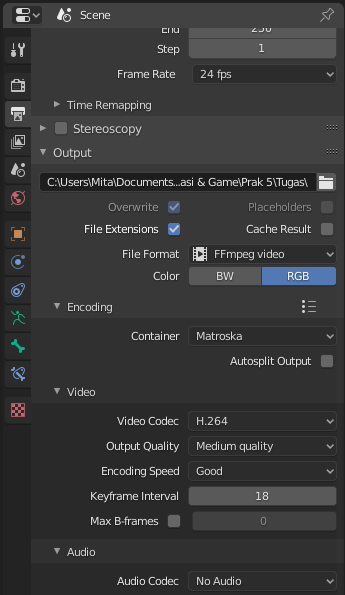 Scene
End 250
Step 1
Frame Rate 24 fps
Time Remapping
Stereoscopy
Output
C:\Users\Mita\Documents...asi & Game\Prak 5\Tugas\
Overwrite Placeholders
File Extensions Cache Result
File Format FFmpeg video
Color BW RGB
Encoding
Container Matroska
Autosplit Output
Video
Video Codec H.264
Output Quality Medium quality
Encoding Speed Good
Keyframe Interval 18
Max B-frames 0
Audio
Audio Codec No Audio